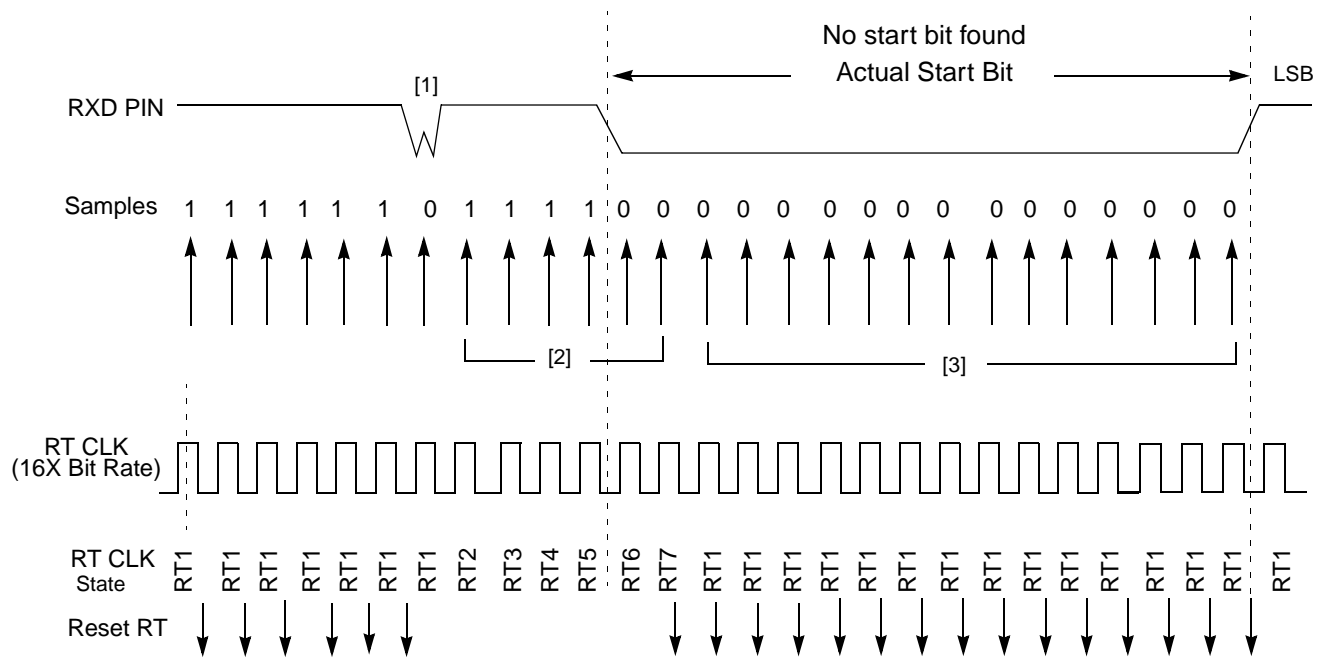 No start bit found
Actual Start Bit
LSB
[1]
RXD PIN
Samples 1 1 1 1 1 1 0 1 1 1 1 0 0 0 0 0 0 0 0 0 0 0 0 0 0 0 0
[2]
[3]
RT CLK
(16X Bit Rate)
RT CLK
State
RT1 RT1 RT1 RT1 RT1 RT1 RT1 RT2 RT3 RT4 RT5 RT6 RT7 RT1 RT1 RT1 RT1 RT1 RT1 RT1 RT1 RT1 RT1 RT1 RT1 RT1 RT1 RT1
Reset RT